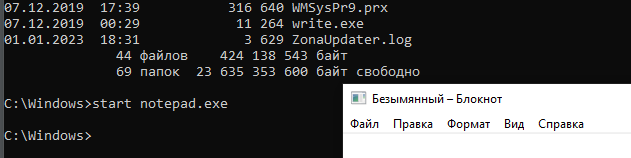 07.12.2019  17:39           316 640 WMSysPr9.prx
07.12.2019  00:29            11 264 write.exe
01.01.2023  18:31             3 629 ZonaUpdater.log
              44 файлов    424 138 543 байт
              69 папок  23 635 353 600 байт свободно
C:\Windows>start notepad.exe
C:\Windows>
Безымянный – Блокнот
Файл Правка Формат Вид Справка